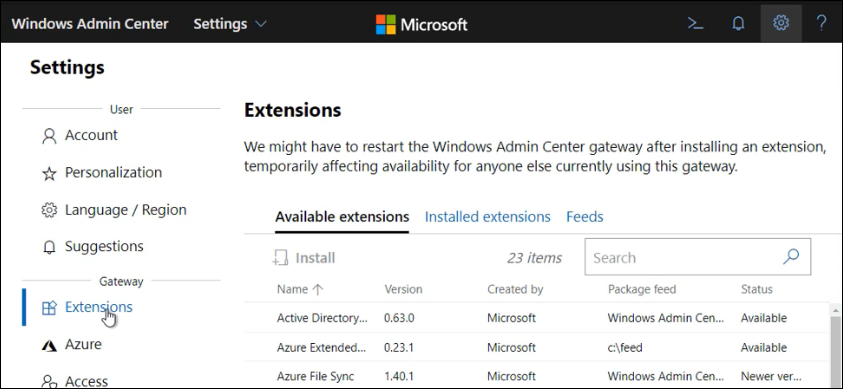 Windows Admin Center Settings Microsoft >_ ?
Settings
User
Account
Personalization
Language / Region
Suggestions
Gateway
Extensions
Azure
Access
Extensions
We might have to restart the Windows Admin Center gateway after installing an extension,
temporarily affecting availability for anyone else currently using this gateway.
Available extensions Installed extensions Feeds
Install 23 items Search
Name ↑ Version Created by Package feed Status
Active Directory... 0.63.0 Microsoft Windows Admin Cen... Available
Azure Extended... 0.23.1 Microsoft c:\feed Available
Azure File Sync 1.40.1 Microsoft Windows Admin Cen... Newer ver...